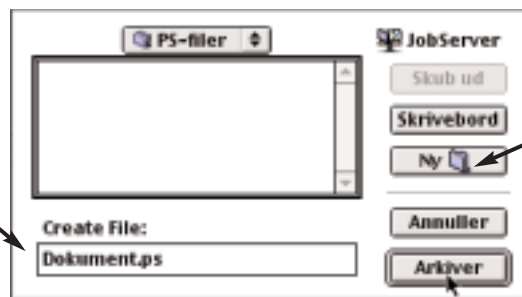 PS-filer
JobServer
Skub ud
Skrivebord
Ny
Create File:
Dokument.ps
Annuller
Arkiver